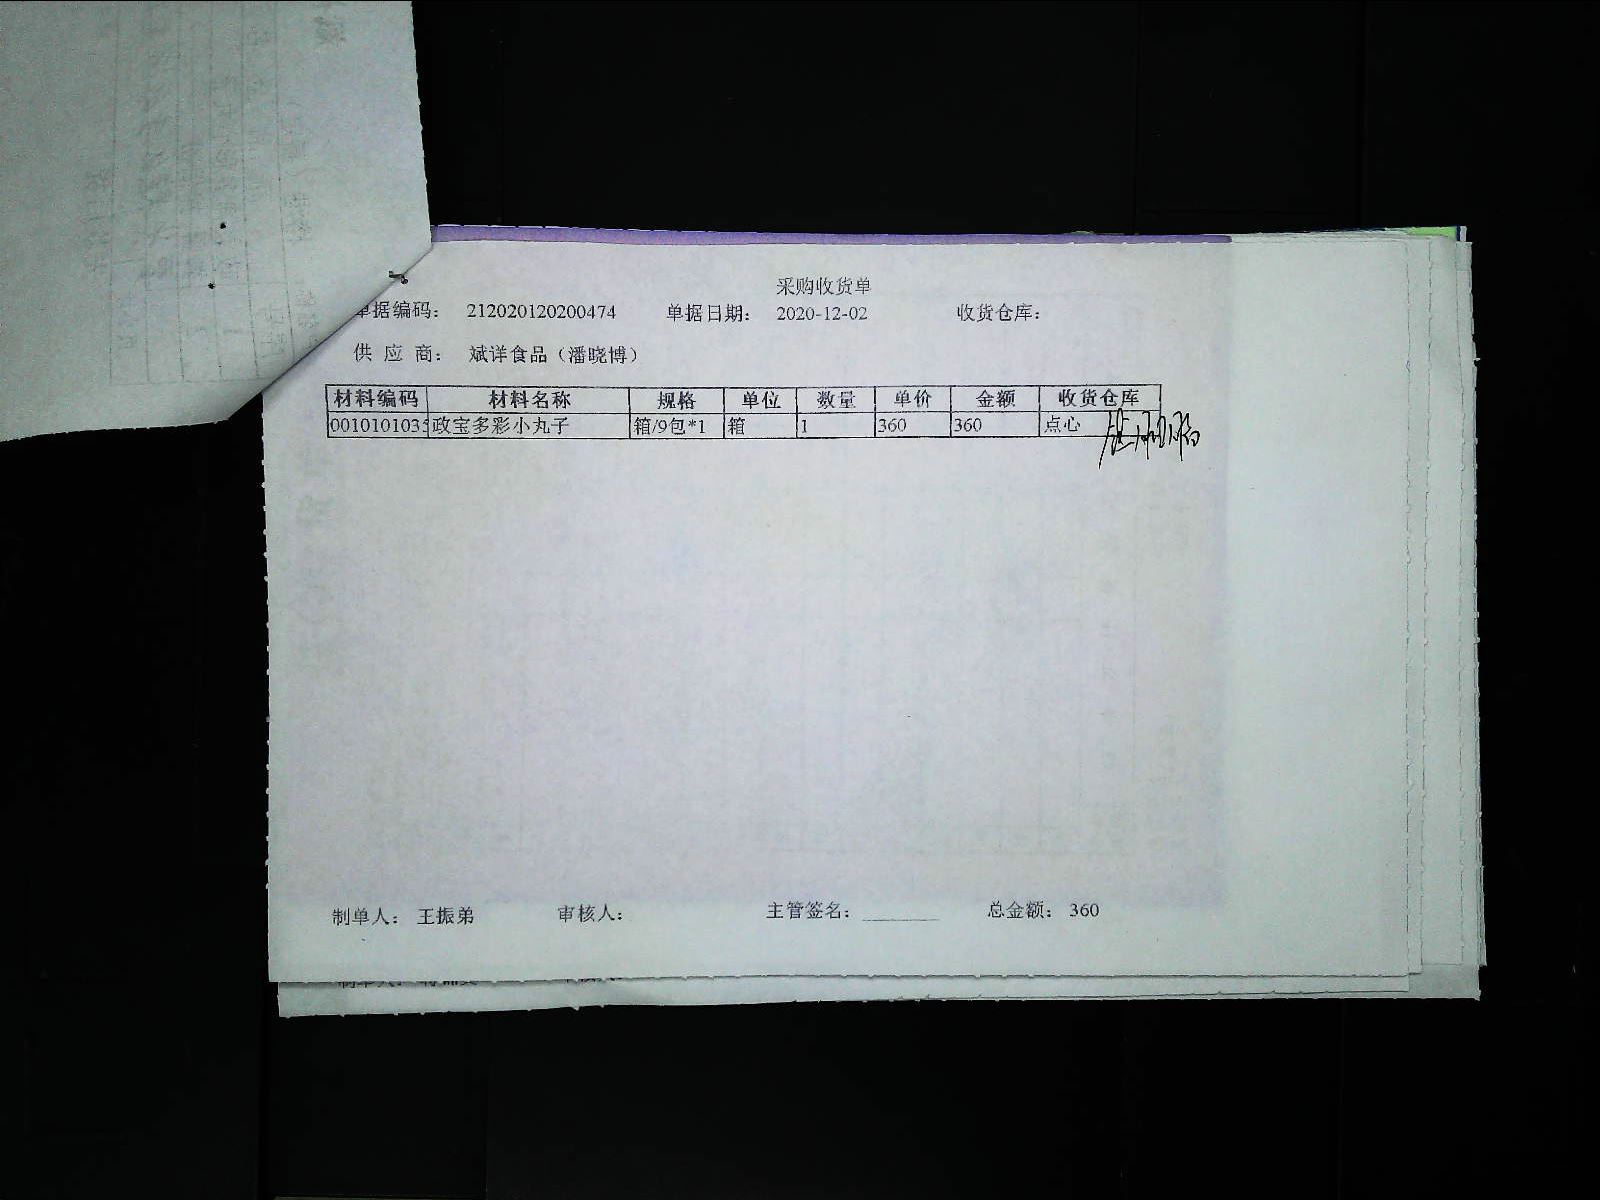 采购收货单
单据编码： 212020120200474 单据日期： 2020-12-02 收货仓库：
供 应 商： 斌详食品（潘晓博）
材料编码 材料名称 规格 单位 数量 单价 金额 收货仓库
0010101035 政宝多彩小丸子 箱/9包*1 箱 1 360 360 点心
制单人： 王振弟 审核人： 主管签名： 总金额： 360